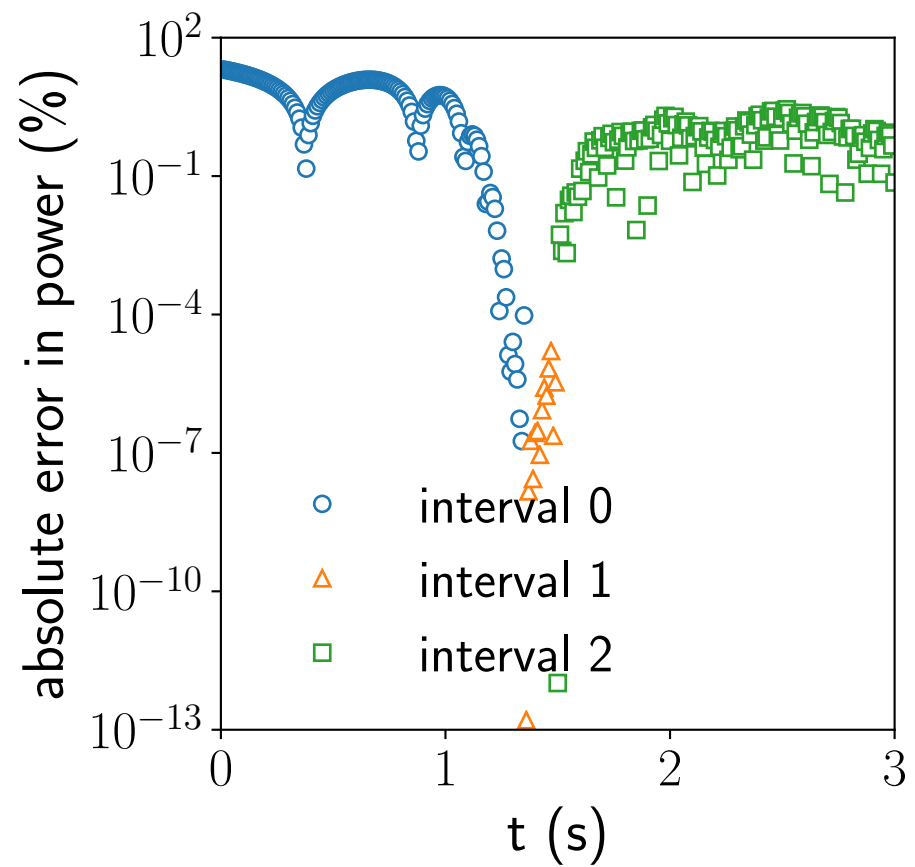 absolute error in power (%)
10^2
10^-1
10^-4
10^-7
10^-10
10^-13
interval 0
interval 1
interval 2
0 1 2 3
t (s)